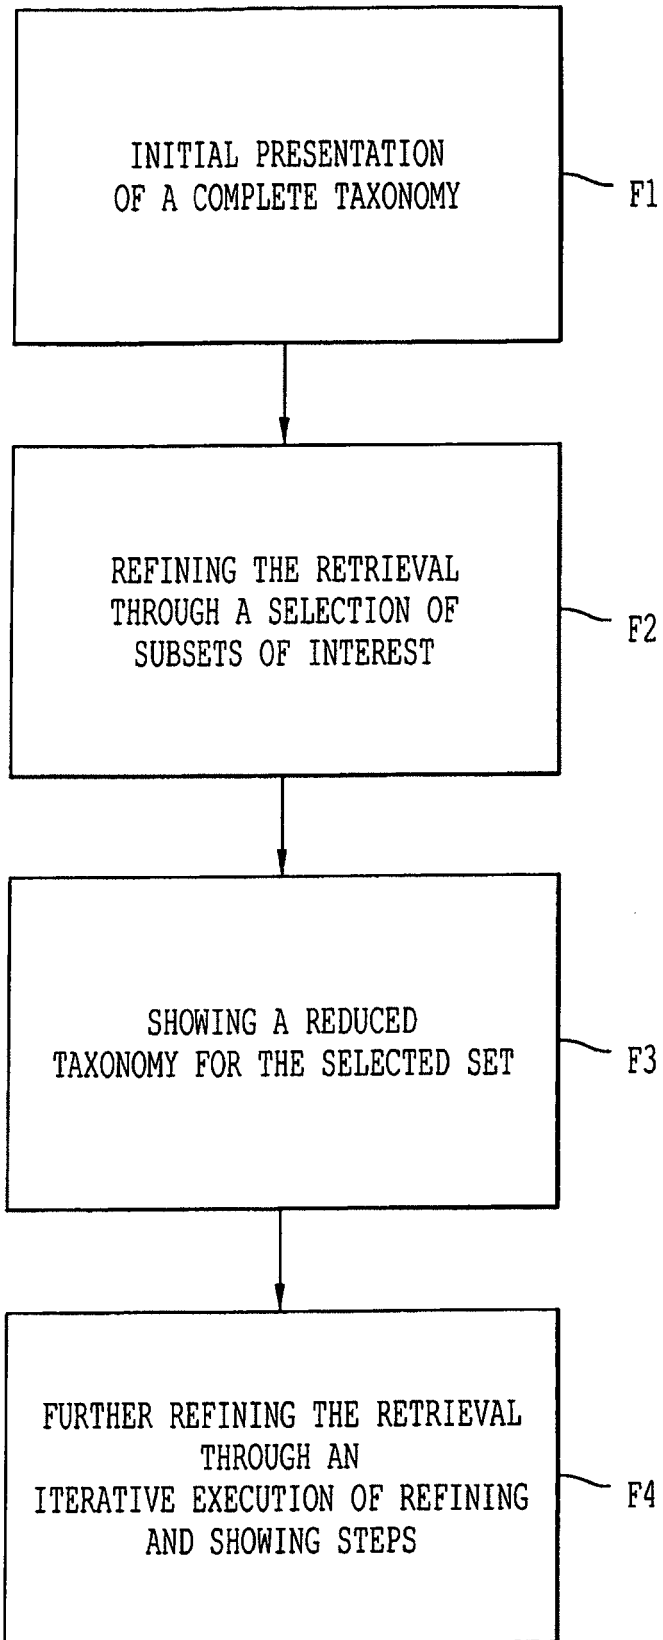 INITIAL PRESENTATION
OF A COMPLETE TAXONOMY
F1
REFINING THE RETRIEVAL
THROUGH A SELECTION OF
SUBSETS OF INTEREST
F2
SHOWING A REDUCED
TAXONOMY FOR THE SELECTED SET
F3
FURTHER REFINING THE RETRIEVAL
THROUGH AN
ITERATIVE EXECUTION OF REFINING
AND SHOWING STEPS
F4